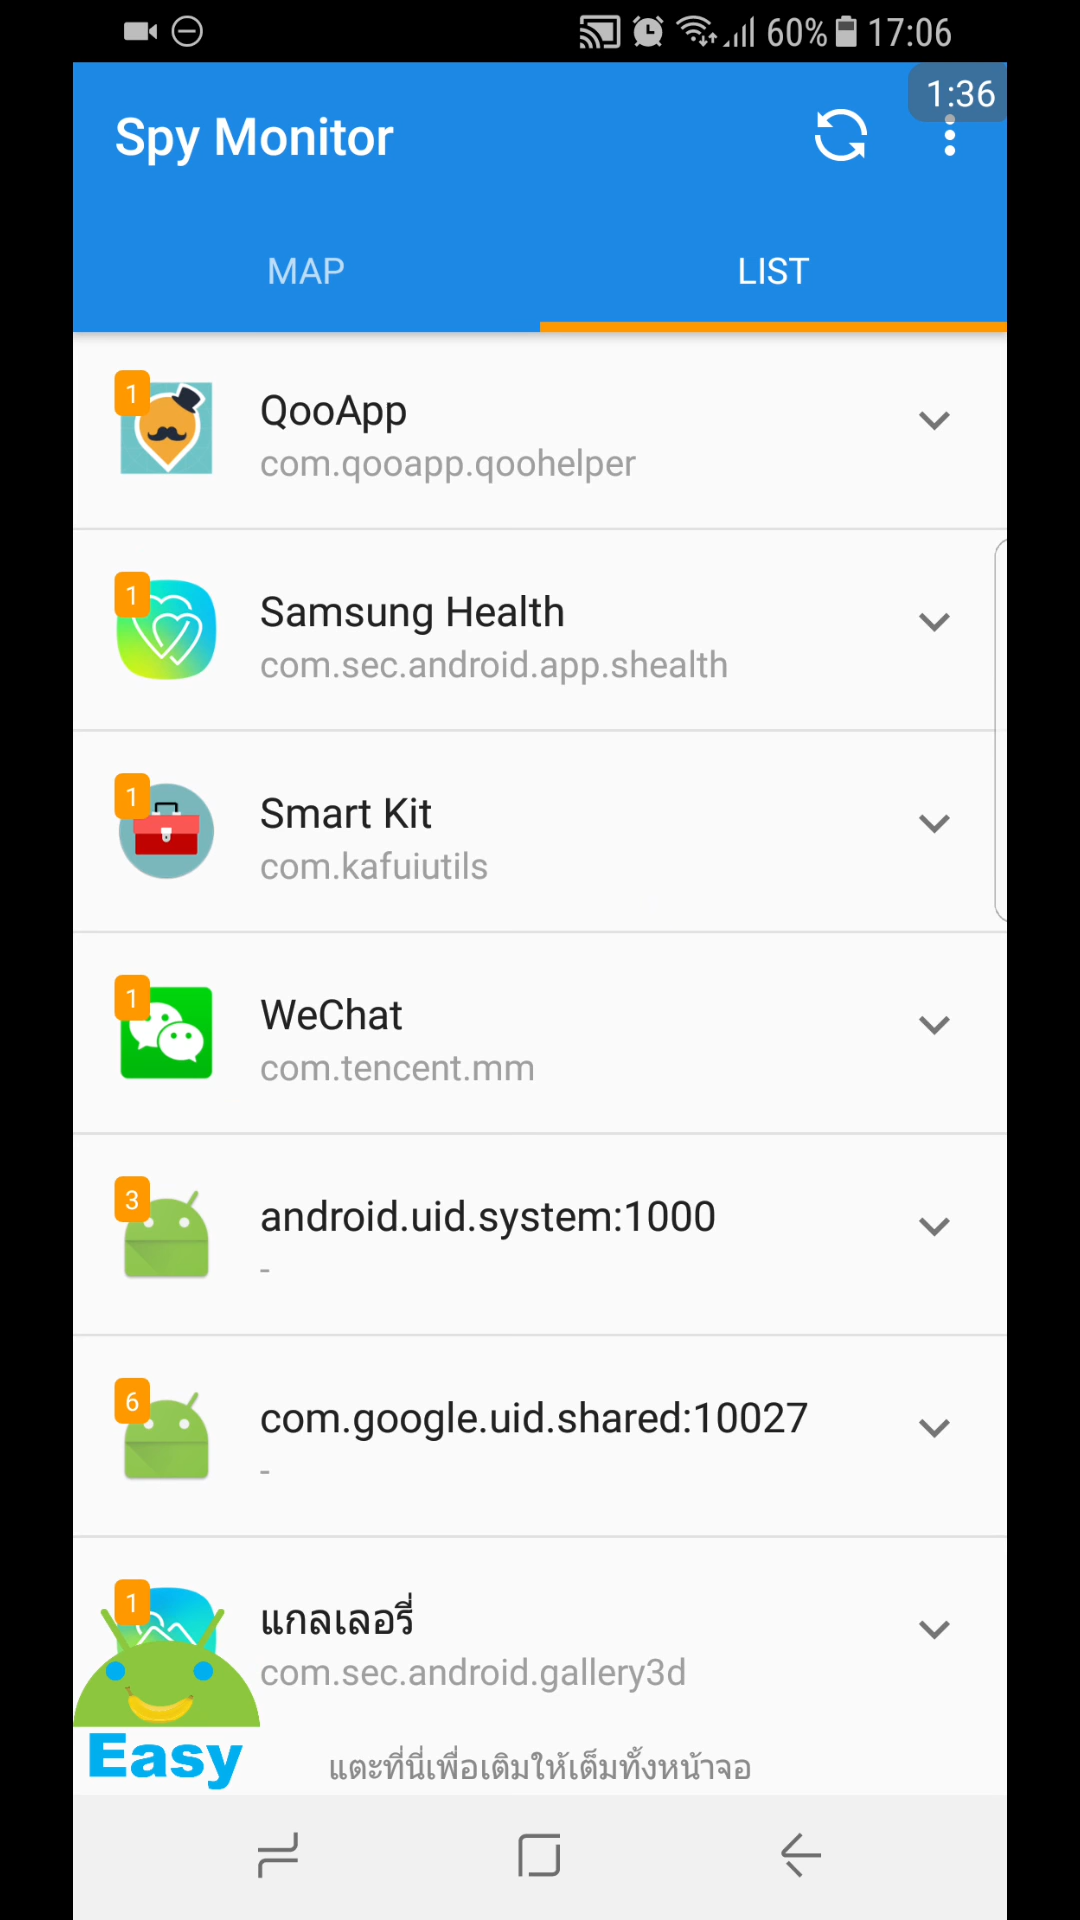 60% 17:06
1:36
Spy Monitor
MAP LIST
1
QooApp
com.qooapp.qoohelper
1
Samsung Health
com.sec.android.app.shealth
1
Smart Kit
com.kafuiutils
1
WeChat
com.tencent.mm
3
android.uid.system:1000
-
6
com.google.uid.shared:10027
-
1
แกลเลอรี่
com.sec.android.gallery3d
Easy
แตะที่นี่เพื่อเติมให้เต็มทั้งหน้าจอ